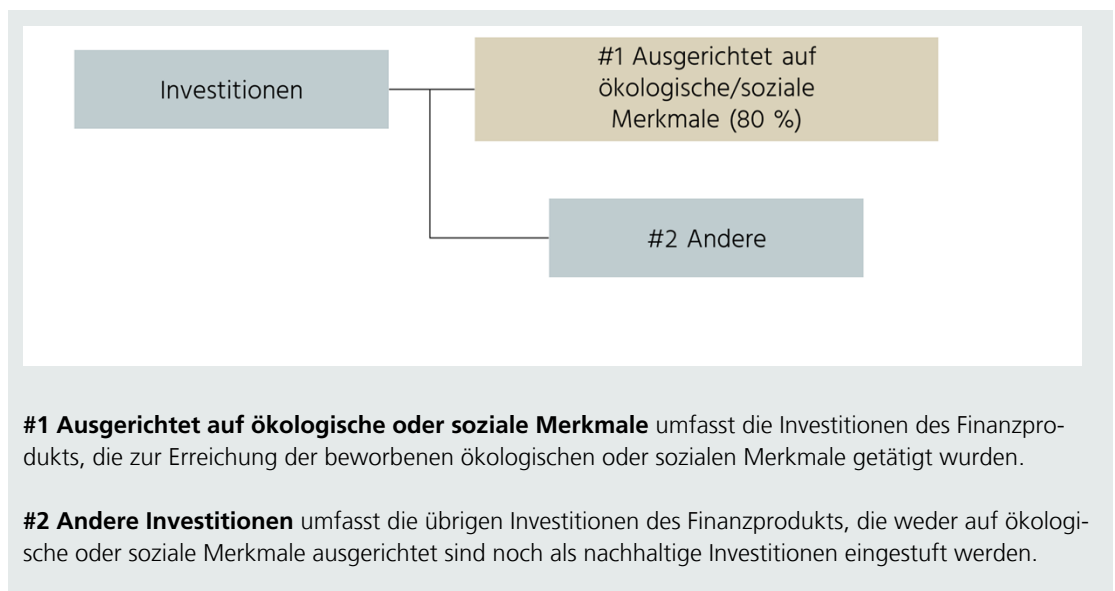 Investitionen
#1 Ausgerichtet auf
ökologische/soziale
Merkmale (80 %)
#2 Andere
#1 Ausgerichtet auf ökologische oder soziale Merkmale umfasst die Investitionen des Finanzpro-
dukts, die zur Erreichung der beworbenen ökologischen oder sozialen Merkmale getätigt wurden.
#2 Andere Investitionen umfasst die übrigen Investitionen des Finanzprodukts, die weder auf ökologi-
sche oder soziale Merkmale ausgerichtet sind noch als nachhaltige Investitionen eingestuft werden.